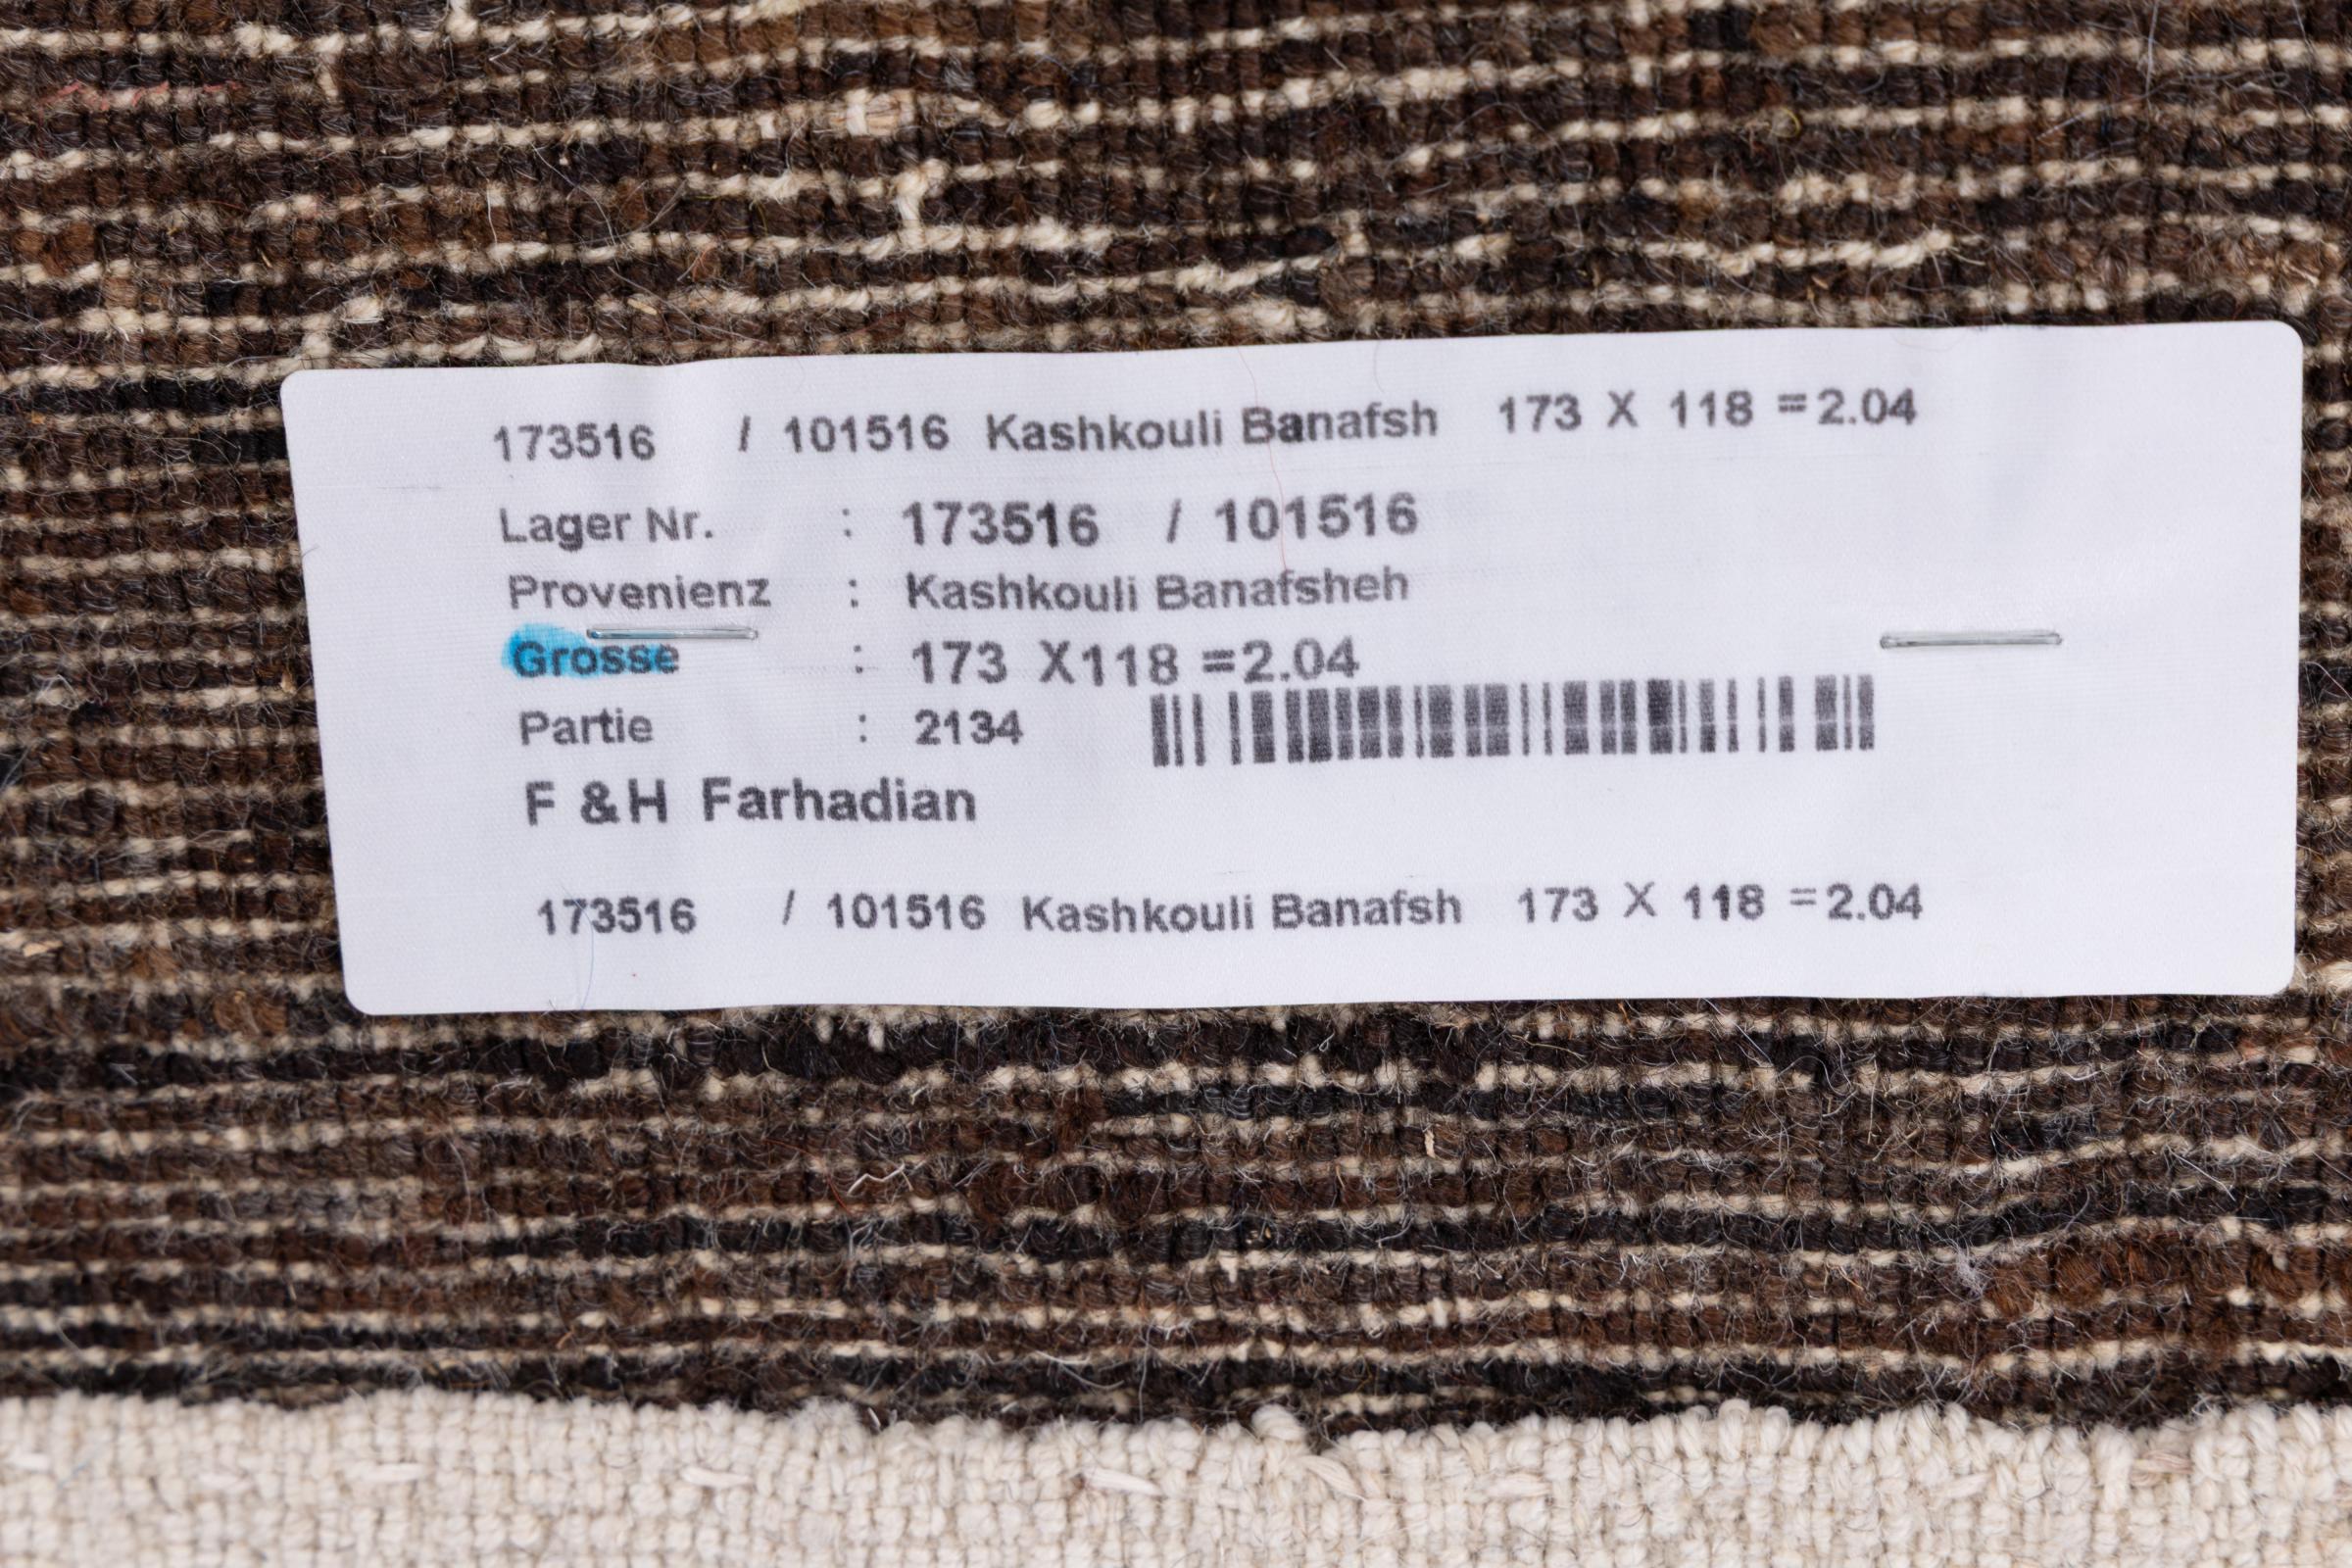 173516 / 101516 Kashkouli Banafsh 173 X 118 =2.04
Lager Nr. : 173516 / 101516
Provenienz : Kashkouli Banafsheh
Grosse : 173 X118 =2.04
Partie : 2134
F &H Farhadian
173516 / 101516 Kashkouli Banafsh 173 X 118 =2.04